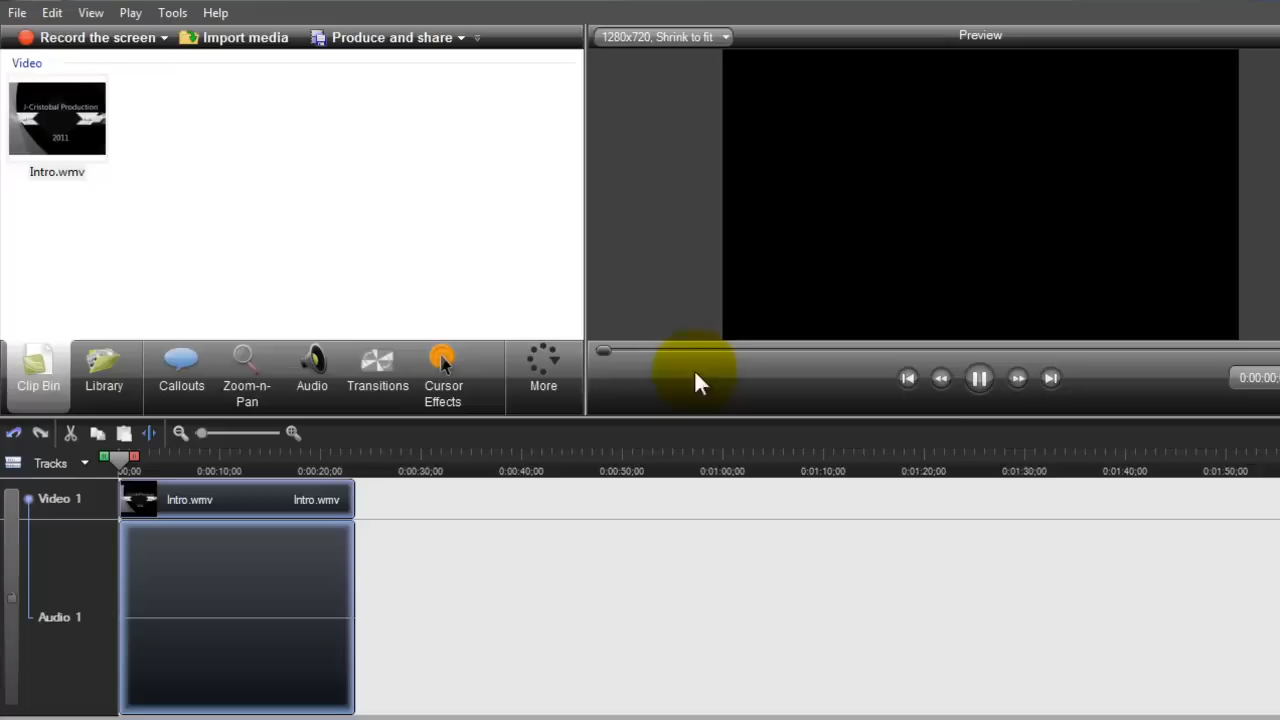 File Edit View Play Tools Help
Record the screen Import media Produce and share
1280x720, Shrink to fit
Preview
Video
J-Cristobal Production
2011
Intro.wmv
Clip Bin
Library
Callouts
Zoom-n-
Pan
Audio
Transitions
Cursor
Effects
More
Tracks
0:00:10;00 0:00:20;00 0:00:30;00 0:00:40;00 0:00:50;00 0:01:00;00 0:01:10;00 0:01:20;00 0:01:30;00 0:01:40;00 0:01:50;00
Video 1
Intro.wmv Intro.wmv
Audio 1